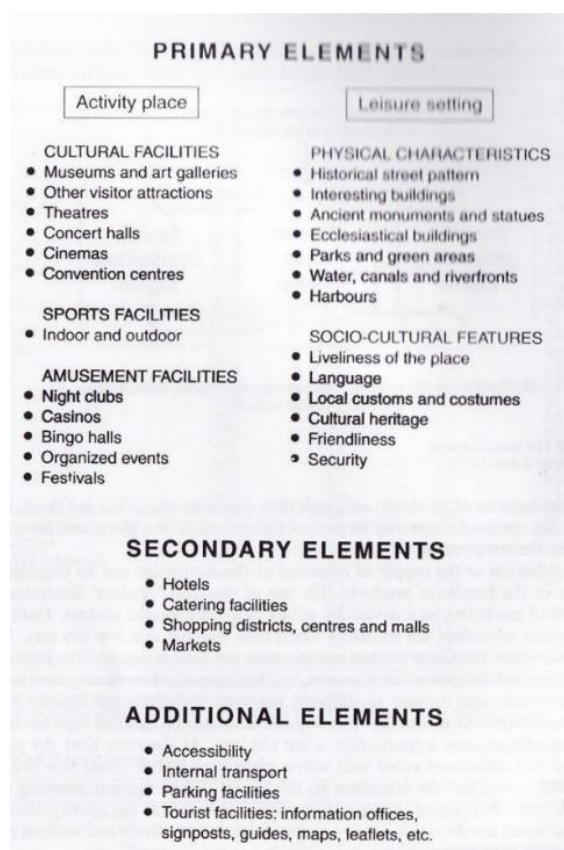 PRIMARY ELEMENTS
Activity place
CULTURAL FACILITIES
• Museums and art galleries
• Other visitor attractions
• Theatres
• Concert halls
• Cinemas
• Convention centres
SPORTS FACILITIES
• Indoor and outdoor
AMUSEMENT FACILITIES
• Night clubs
• Casinos
• Bingo halls
• Organized events
• Festivals
Leisure setting
PHYSICAL CHARACTERISTICS
• Historical street pattern
• Interesting buildings
• Ancient monuments and statues
• Ecclesiastical buildings
• Parks and green areas
• Water, canals and riverfronts
• Harbours
SOCIO-CULTURAL FEATURES
• Liveliness of the place
• Language
• Local customs and costumes
• Cultural heritage
• Friendliness
• Security
SECONDARY ELEMENTS
• Hotels
• Catering facilities
• Shopping districts, centres and malls
• Markets
ADDITIONAL ELEMENTS
• Accessibility
• Internal transport
• Parking facilities
• Tourist facilities: information offices,
signposts, guides, maps, leaflets, etc.